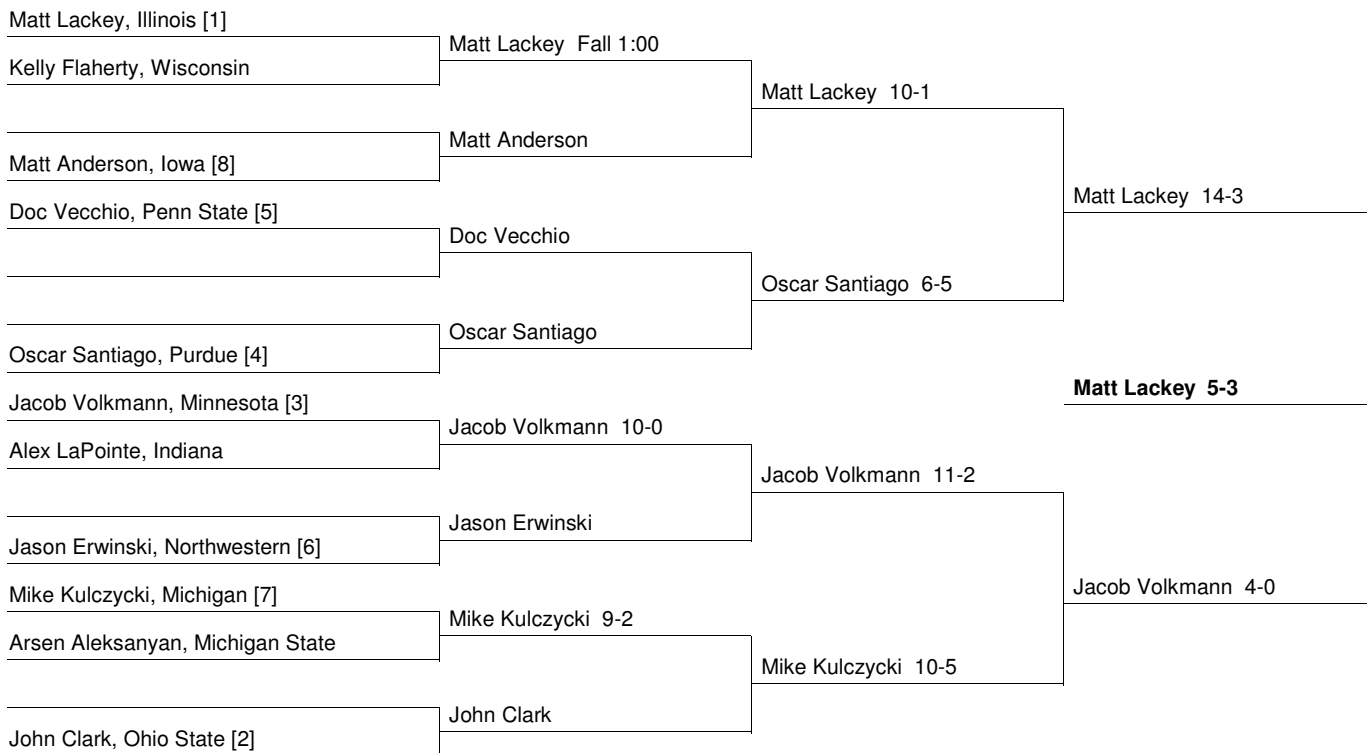 Matt Lackey, Illinois [1]
Kelly Flaherty, Wisconsin
Matt Anderson, Iowa [8]
Doc Vecchio, Penn State [5]
Oscar Santiago, Purdue [4]
Jacob Volkmann, Minnesota [3]
Alex LaPointe, Indiana
Jason Erwinski, Northwestern [6]
Mike Kulczycki, Michigan [7]
Arsen Aleksanyan, Michigan State
John Clark, Ohio State [2]
Matt Lackey Fall 1:00
Matt Anderson
Doc Vecchio
Oscar Santiago
Jacob Volkmann 10-0
Jason Erwinski
Mike Kulczycki 9-2
John Clark
Matt Lackey 10-1
Oscar Santiago 6-5
Jacob Volkmann 11-2
Mike Kulczycki 10-5
Matt Lackey 14-3
Matt Lackey 5-3
Jacob Volkmann 4-0